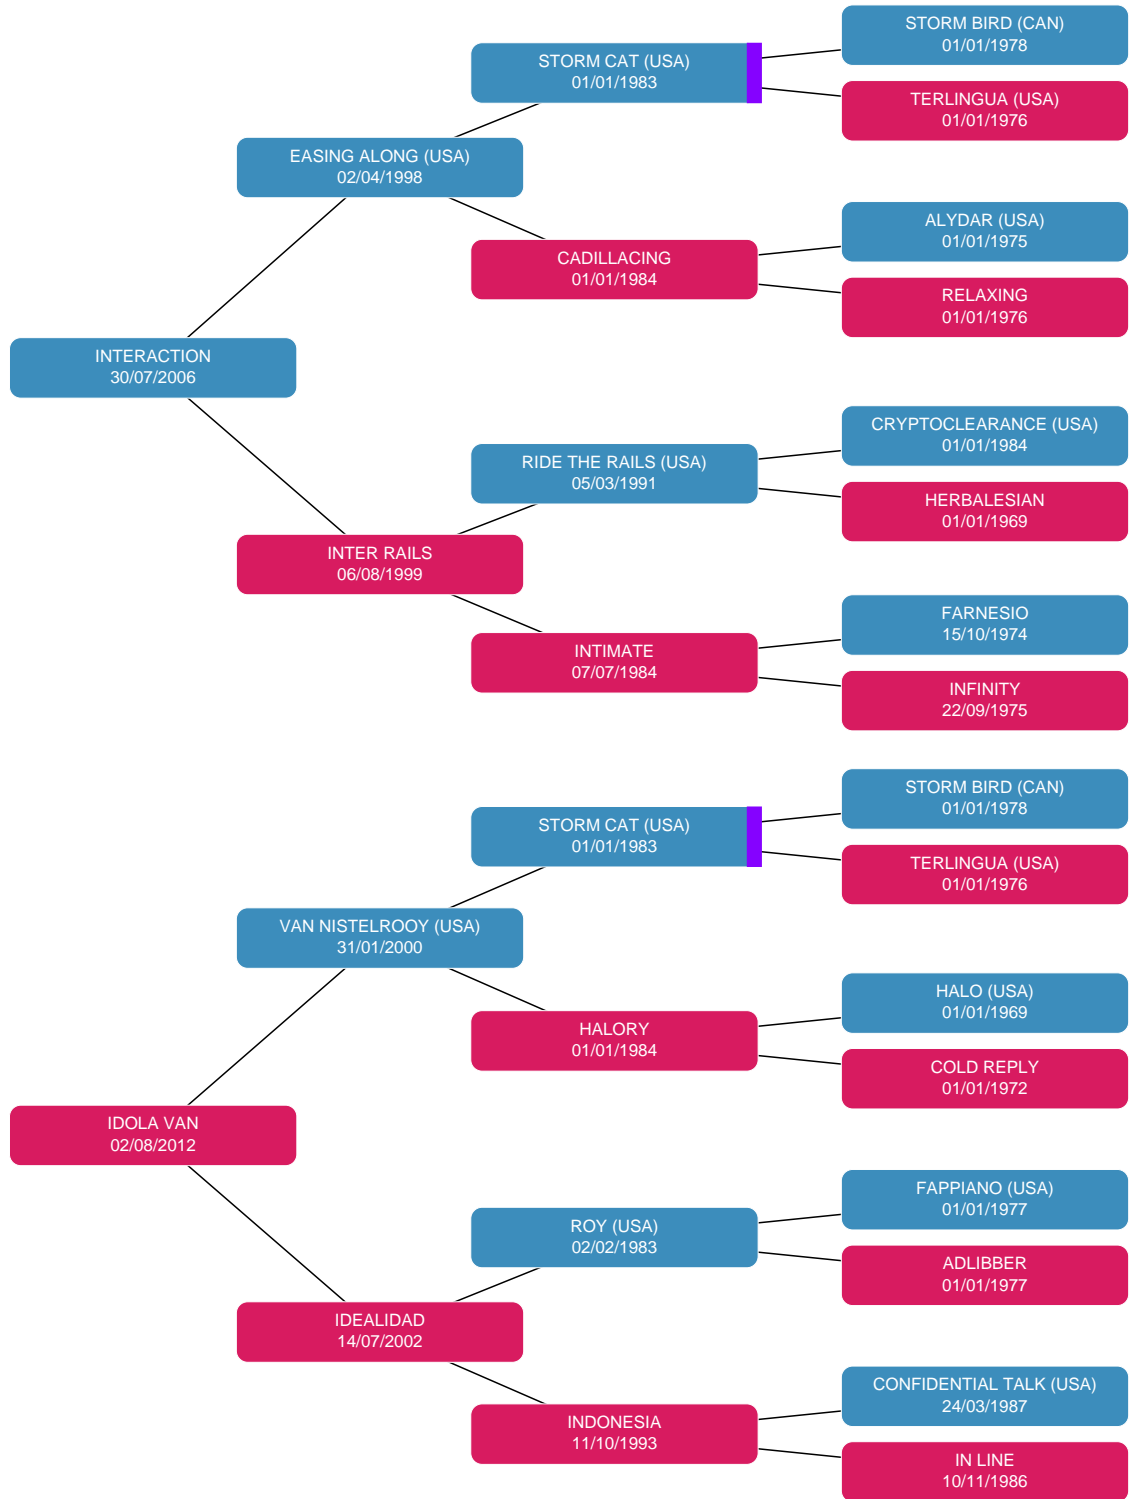 STORM BIRD (CAN)
01/01/1978
STORM CAT (USA)
01/01/1983
TERLINGUA (USA)
01/01/1976
EASING ALONG (USA)
02/04/1998
ALYDAR (USA)
01/01/1975
CADILLACING
01/01/1984
RELAXING
01/01/1976
INTERACTION
30/07/2006
CRYPTOCLEARANCE (USA)
01/01/1984
RIDE THE RAILS (USA)
05/03/1991
HERBALESIAN
01/01/1969
INTER RAILS
06/08/1999
FARNESIO
15/10/1974
INTIMATE
07/07/1984
INFINITY
22/09/1975
STORM BIRD (CAN)
01/01/1978
STORM CAT (USA)
01/01/1983
TERLINGUA (USA)
01/01/1976
VAN NISTELROOY (USA)
31/01/2000
HALO (USA)
01/01/1969
HALORY
01/01/1984
COLD REPLY
01/01/1972
IDOLA VAN
02/08/2012
FAPPIANO (USA)
01/01/1977
ROY (USA)
02/02/1983
ADLIBBER
01/01/1977
IDEALIDAD
14/07/2002
CONFIDENTIAL TALK (USA)
24/03/1987
INDONESIA
11/10/1993
IN LINE
10/11/1986